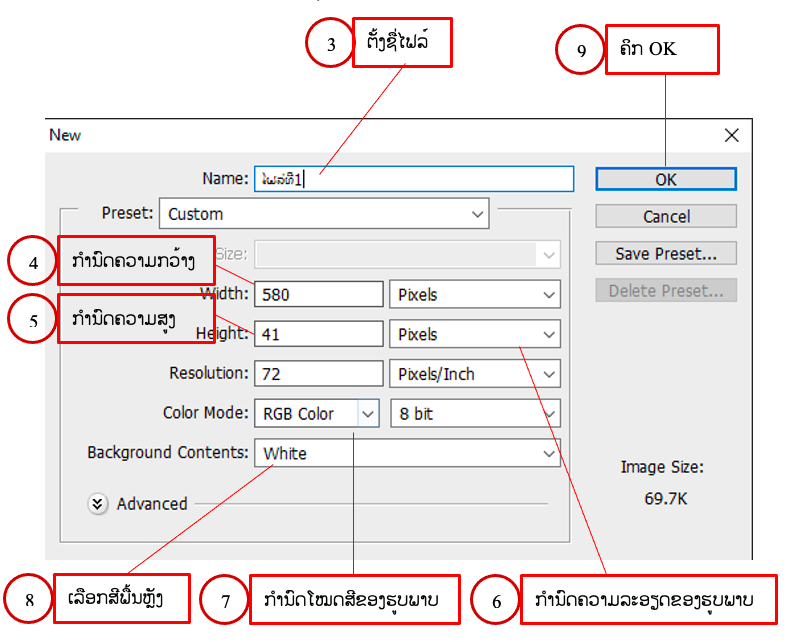 3
ຕັ້ງຊື່ໄຟລ໌
9
ຄິກ OK
New
Name:
ໄຟລ໌ທີ1
OK
Preset:
Custom
Cancel
4
ກຳນົດຄວາມກວ້າງ
Size:
Save Preset...
Width:
580
Pixels
Delete Preset...
5
ກຳນົດຄວາມສູງ
Height:
41
Pixels
Resolution:
72
Pixels/Inch
Color Mode:
RGB Color
8 bit
Background Contents:
White
Image Size:
69.7K
Advanced
8
ເລືອກສີພື້ນຫຼັງ
7
ກຳນົດໂໝດສີຂອງຮູບພາບ
6
ກຳນົດຄວາມລະອຽດຂອງຮູບພາບ